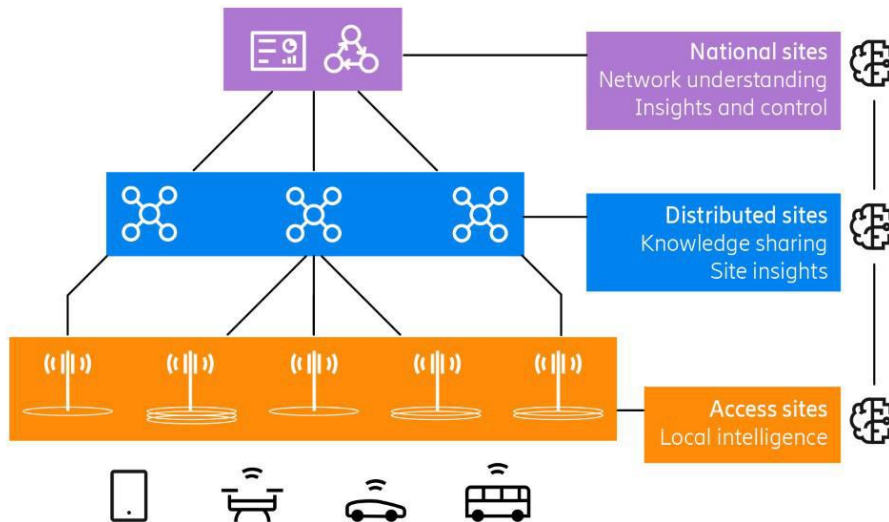 National sites
Network understanding
Insights and control
Distributed sites
Knowledge sharing
Site insights
Access sites
Local intelligence